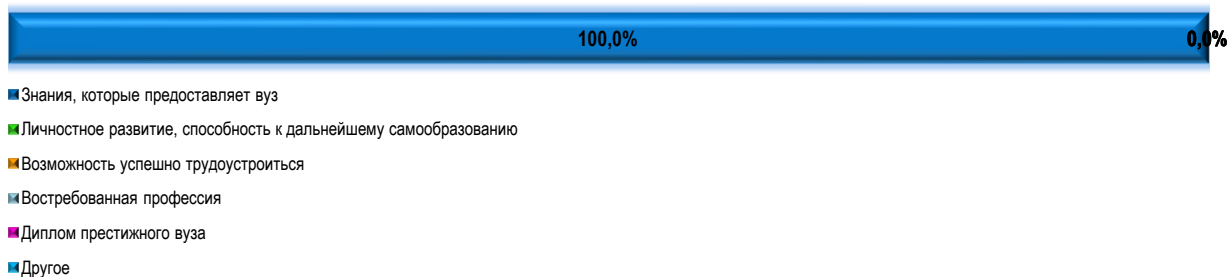 100,0% 0,0%
Знания, которые предоставляет вуз
Личностное развитие, способность к дальнейшему самообразованию
Возможность успешно трудоустроиться
Востребованная профессия
Диплом престижного вуза
Другое